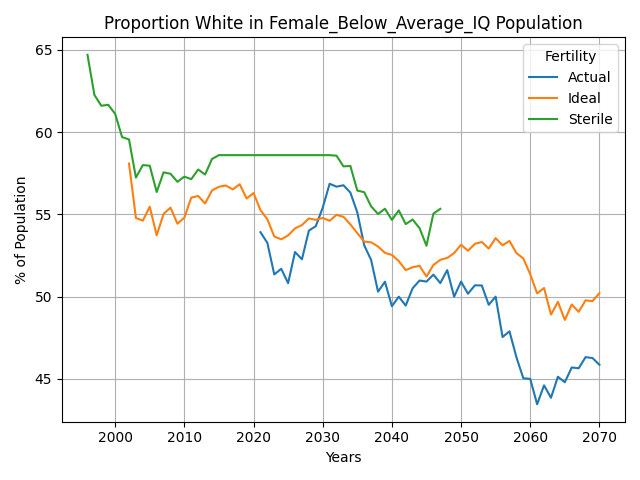 Proportion White in Female_Below_Average_IQ Population
65
60
55
50
45
% of Population
Fertility
Actual
Ideal
Sterile
2000 2010 2020 2030 2040 2050 2060 2070
Years